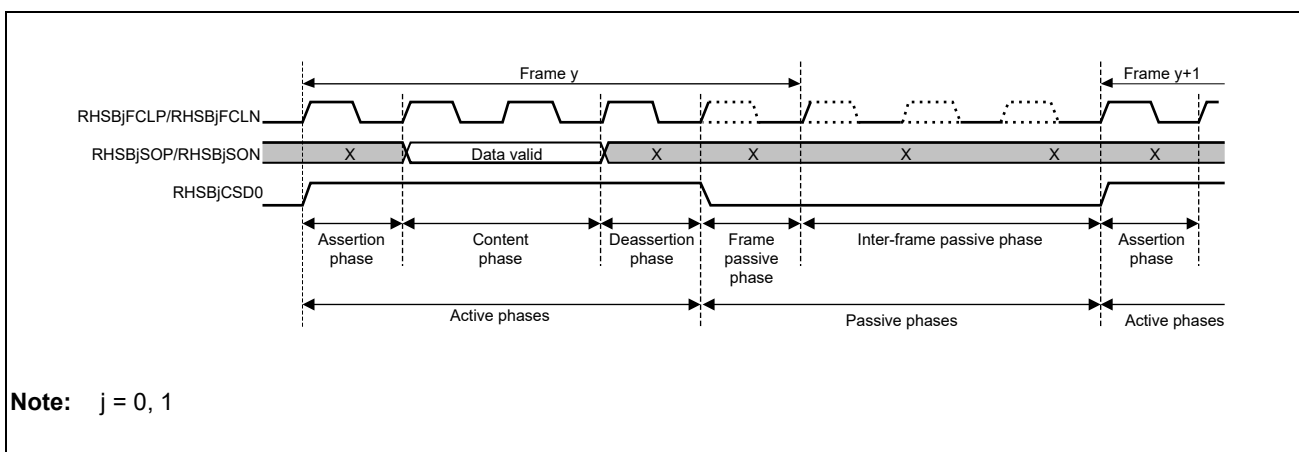 Frame y
Frame y+1
RHSBjFCLP/RHSBjFCLN
RHSBjSOP/RHSBjSON
X
Data valid
X
X
X
X
X
RHSBjCSD0
Assertion
phase
Content
phase
Deassertion
phase
Frame
passive
phase
Inter-frame passive phase
Assertion
phase
Active phases
Passive phases
Active phases
Note: j = 0, 1